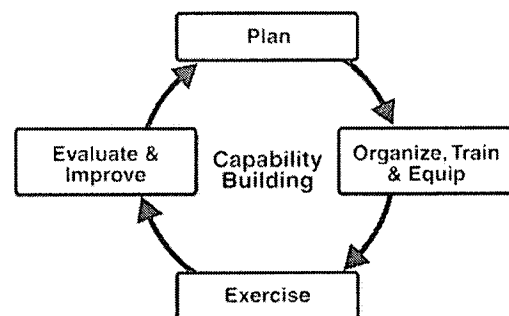 Plan
Evaluate &
Improve
Capability
Building
Organize, Train
& Equip
Exercise